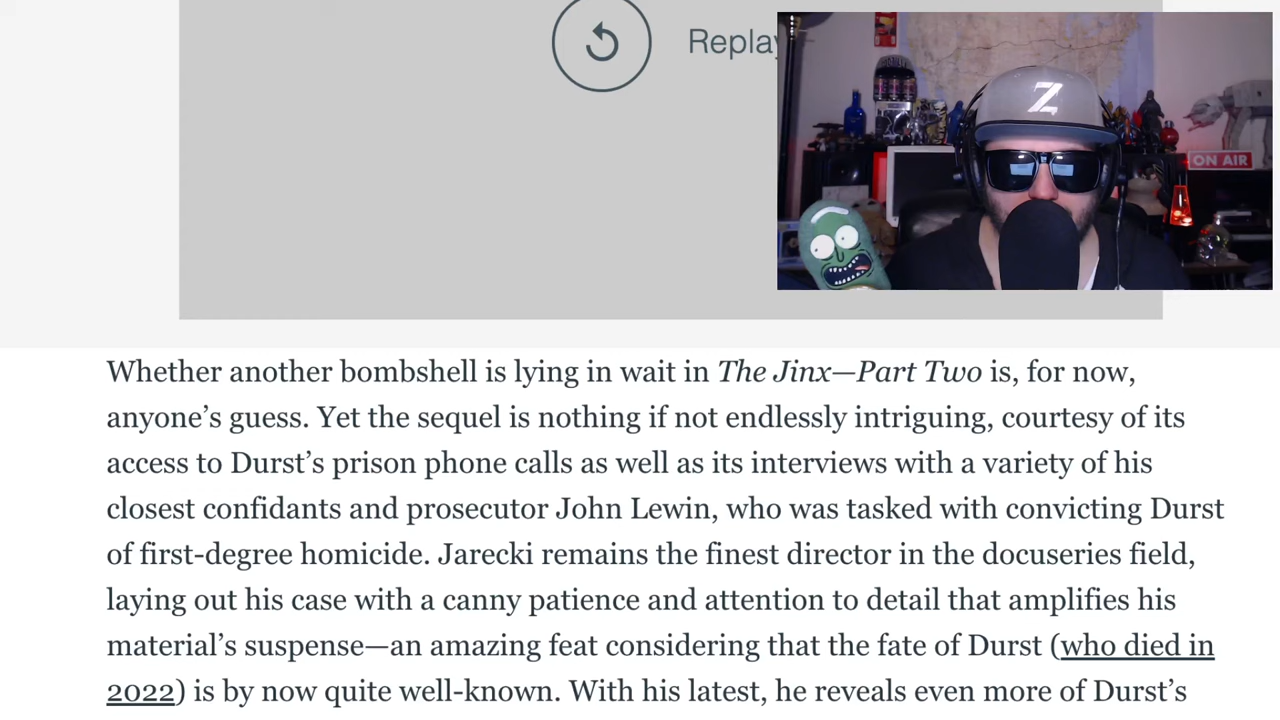 Replay
Z
ON AIR
Whether another bombshell is lying in wait in The Jinx—Part Two is, for now,
anyone’s guess. Yet the sequel is nothing if not endlessly intriguing, courtesy of its
access to Durst’s prison phone calls as well as its interviews with a variety of his
closest confidants and prosecutor John Lewin, who was tasked with convicting Durst
of first-degree homicide. Jarecki remains the finest director in the docuseries field,
laying out his case with a canny patience and attention to detail that amplifies his
material’s suspense—an amazing feat considering that the fate of Durst (who died in
2022) is by now quite well-known. With his latest, he reveals even more of Durst’s